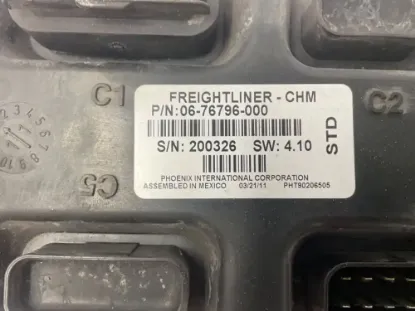 C1
FREIGHTLINER - CHM
P/N:06-76796-000
S/N: 200326 SW: 4.10
STD
PHOENIX INTERNATIONAL CORPORATION
ASSEMBLED IN MEXICO 03/21/11 PHT90206505
C2
C5